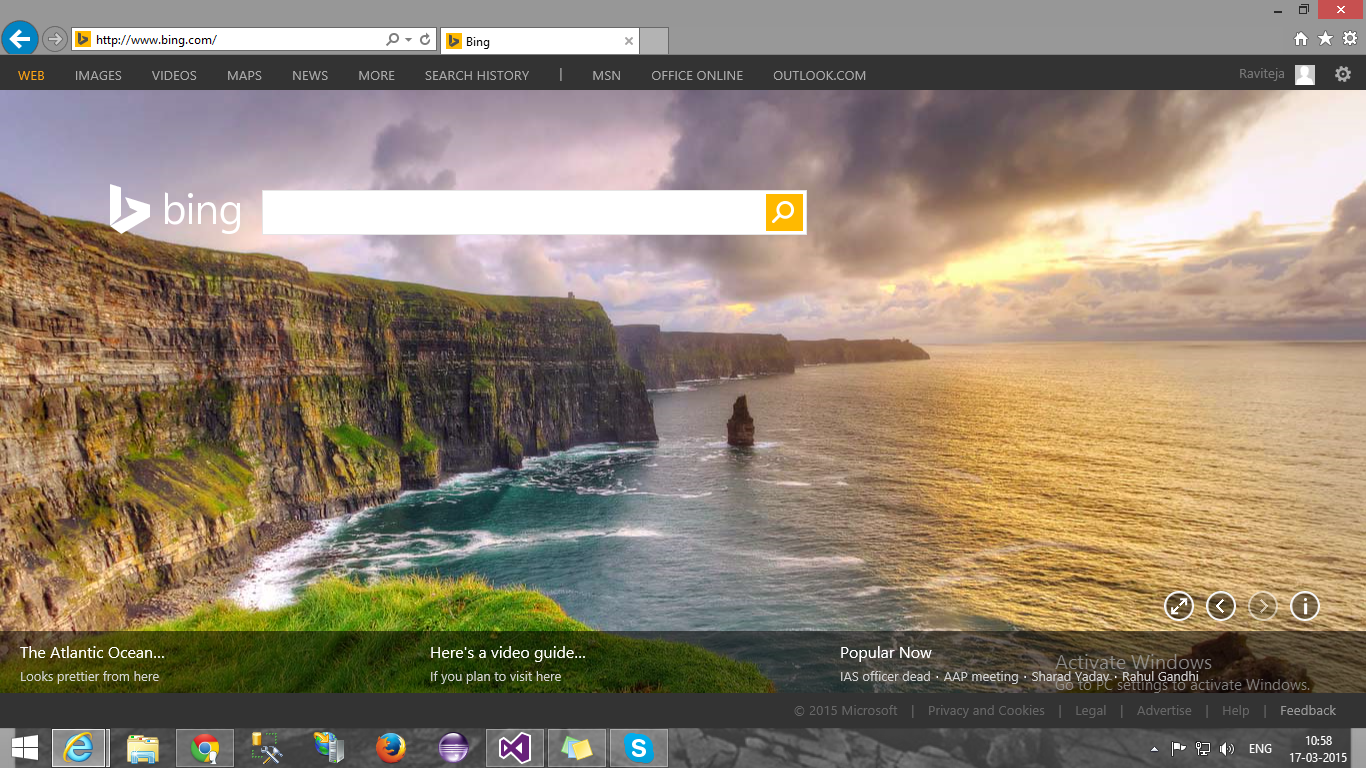 http://www.bing.com/
Bing
WEB IMAGES VIDEOS MAPS NEWS MORE SEARCH HISTORY | MSN OFFICE ONLINE OUTLOOK.COM Raviteja
bing
The Atlantic Ocean...
Looks prettier from here
Here's a video guide...
If you plan to visit here
Popular Now
IAS officer dead · AAP meeting · Sharad Yadav · Rahul Gandhi
Activate Windows
Go to PC settings to activate Windows.
© 2015 Microsoft | Privacy and Cookies | Legal | Advertise | Help | Feedback
ENG
10:58
17-03-2015